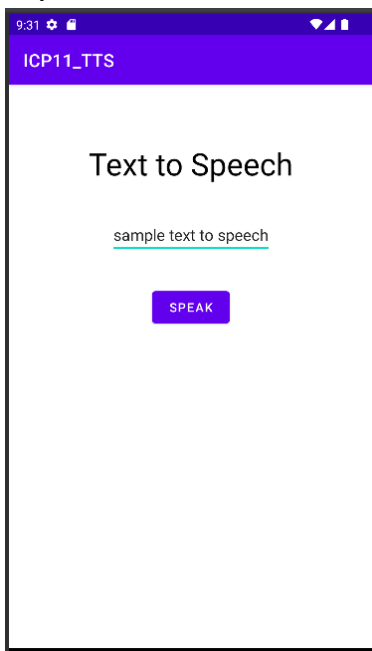 9:31
ICP11_TTS
Text to Speech
sample text to speech
SPEAK